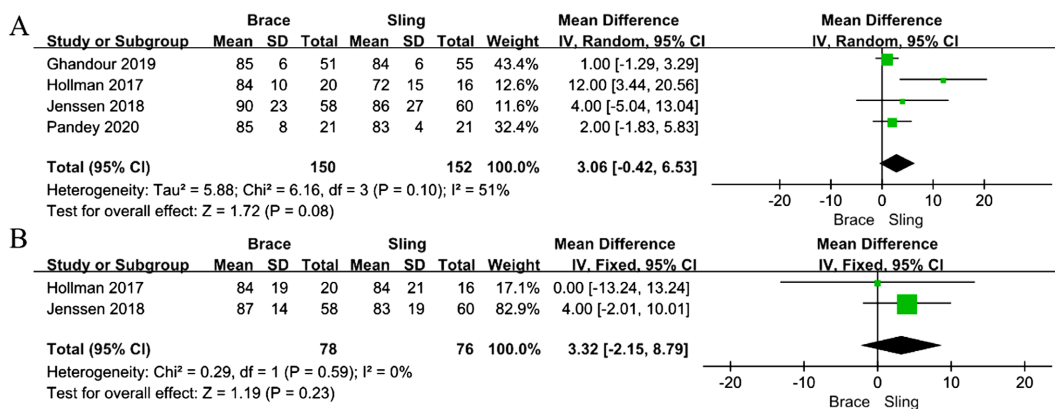 A
Brace Sling Mean Difference Mean Difference
Study or Subgroup Mean SD Total Mean SD Total Weight IV, Random, 95% CI IV, Random, 95% CI
Ghandour 2019 85 6 51 84 6 55 43.4% 1.00 [-1.29, 3.29]
Hollman 2017 84 10 20 72 15 16 12.6% 12.00 [3.44, 20.56]
Jenssen 2018 90 23 58 86 27 60 11.6% 4.00 [-5.04, 13.04]
Pandey 2020 85 8 21 83 4 21 32.4% 2.00 [-1.83, 5.83]
Total (95% CI) 150 152 100.0% 3.06 [-0.42, 6.53]
Heterogeneity: Tau² = 5.88; Chi² = 6.16, df = 3 (P = 0.10); I² = 51%
Test for overall effect: Z = 1.72 (P = 0.08)
-20 -10 0 10 20
Brace Sling
B
Brace Sling Mean Difference Mean Difference
Study or Subgroup Mean SD Total Mean SD Total Weight IV, Fixed, 95% CI IV, Fixed, 95% CI
Hollman 2017 84 19 20 84 21 16 17.1% 0.00 [-13.24, 13.24]
Jenssen 2018 87 14 58 83 19 60 82.9% 4.00 [-2.01, 10.01]
Total (95% CI) 78 76 100.0% 3.32 [-2.15, 8.79]
Heterogeneity: Chi² = 0.29, df = 1 (P = 0.59); I² = 0%
Test for overall effect: Z = 1.19 (P = 0.23)
-20 -10 0 10 20
Brace Sling